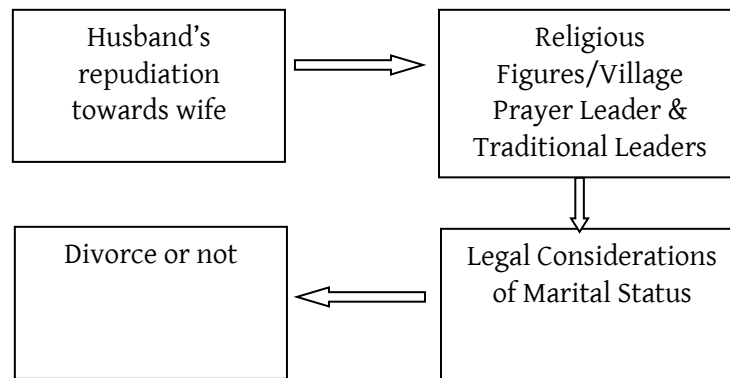 Husband’s
repudiation
towards wife
Religious
Figures/Village
Prayer Leader &
Traditional Leaders
Legal Considerations
of Marital Status
Divorce or not